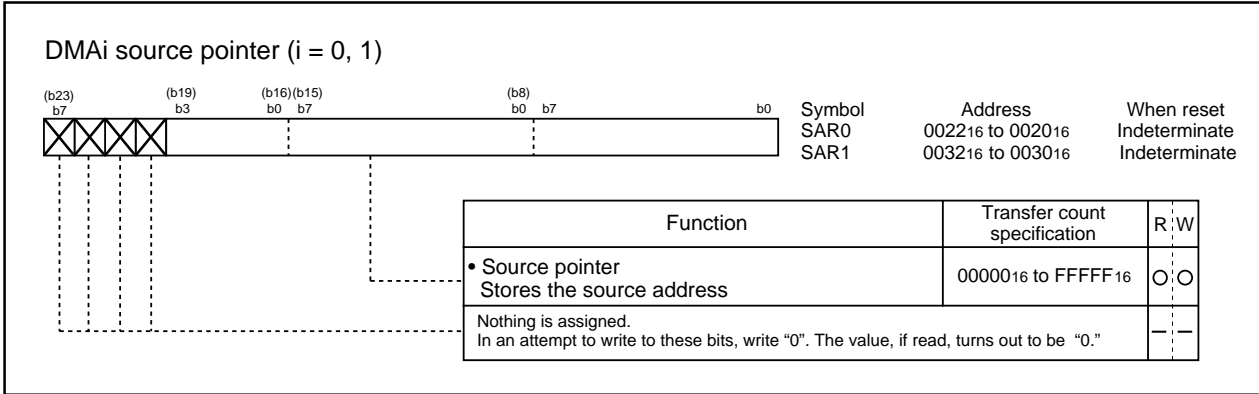 DMAi source pointer (i = 0, 1)
(b23) (b19) (b16)(b15) (b8)
b7 b3 b0 b7 b0 b7 b0
Symbol Address When reset
SAR0 002216 to 002016 Indeterminate
SAR1 003216 to 003016 Indeterminate
Function Transfer count specification R W
• Source pointer
Stores the source address
0000016 to FFFFF16
Nothing is assigned.
In an attempt to write to these bits, write “0”. The value, if read, turns out to be “0.”